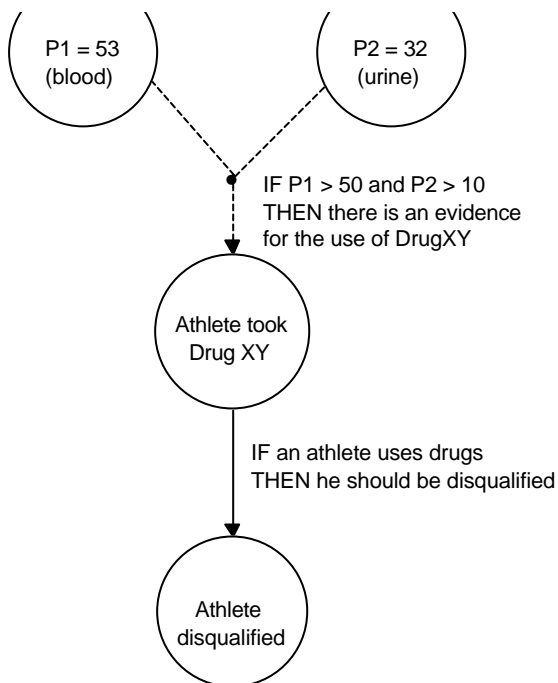 P1 = 53
(blood)
P2 = 32
(urine)
IF P1 > 50 and P2 > 10
THEN there is an evidence
for the use of DrugXY
Athlete took
Drug XY
IF an athlete uses drugs
THEN he should be disqualified
Athlete
disqualified